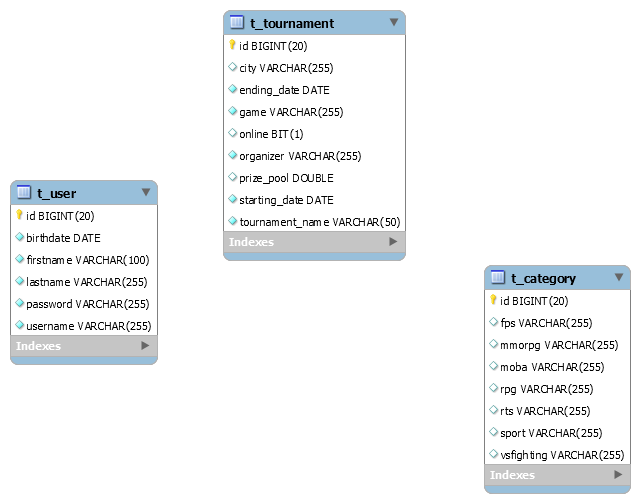 t_tournament
id BIGINT(20)
city VARCHAR(255)
ending_date DATE
game VARCHAR(255)
online BIT(1)
organizer VARCHAR(255)
prize_pool DOUBLE
starting_date DATE
tournament_name VARCHAR(50)
Indexes
t_user
id BIGINT(20)
birthdate DATE
firstname VARCHAR(100)
lastname VARCHAR(255)
password VARCHAR(255)
username VARCHAR(255)
Indexes
t_category
id BIGINT(20)
fps VARCHAR(255)
mmorpg VARCHAR(255)
moba VARCHAR(255)
rpg VARCHAR(255)
rts VARCHAR(255)
sport VARCHAR(255)
vsfighting VARCHAR(255)
Indexes